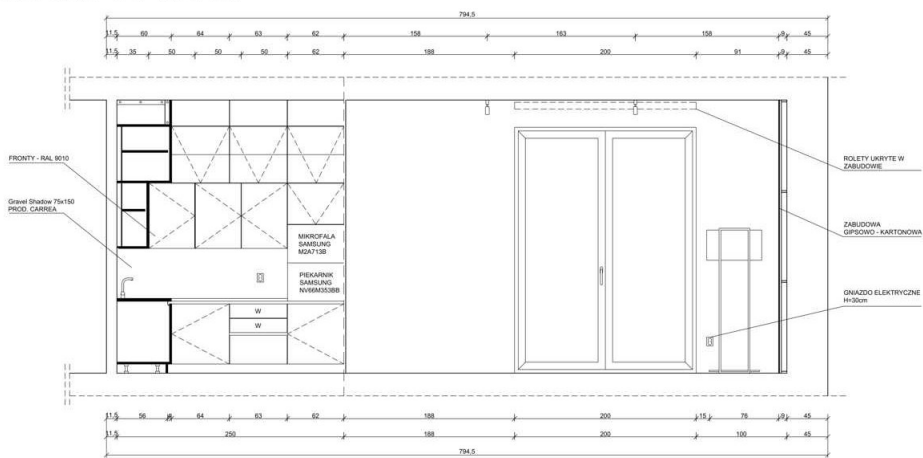 794,5
11,5 60 64 63 62 158 163 158 9 45
11,5 35 50 50 50 62 188 200 91 9 45
FRONTY - RAL 9010
Gravel Shadow 75x150
PROD. CARREA
MIKROFALA
SAMSUNG
M2A713B
PIEKARNIK
SAMSUNG
NV66M353BB
W
W
ROLETY UKRYTE W
ZABUDOWIE
ZABUDOWA
GIPSOWO - KARTONOWA
GNIAZDO ELEKTRYCZNE
H=30cm
11,5 56 64 63 62 188 200 15 76 9 45
11,5 250 188 200 100 45
794,5